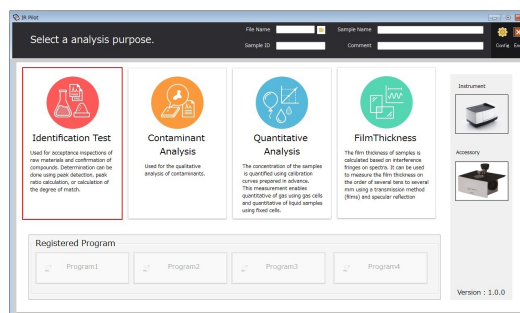 IR Pilot
Select a analysis purpose.
File Name
Sample Name
Sample ID
Comment
Config
Identification Test
Used for acceptance inspections of
raw materials and confirmation of
compounds. Determination can be
done using peak detection, peak
ratio calculation, or calculation of
the degree of match.
Contaminant
Analysis
Used for the qualitative
analysis of contaminants.
Quantitative
Analysis
The concentration of the samples
is quantified using calibration
curves prepared in advance.
This measurement enables
quantitative of gas using gas cells
and quantitative of liquid samples
using fixed cells.
FilmThickness
The film thickness of samples is
calculated based on interference
fringes on spectra. It can be used
to measure the film thickness on
the order of several tens to several
mm using a transmission method
(films) and specular reflection
Instrument
Accessory
Registered Program
Program1
Program2
Program3
Program4
Version : 1.0.0